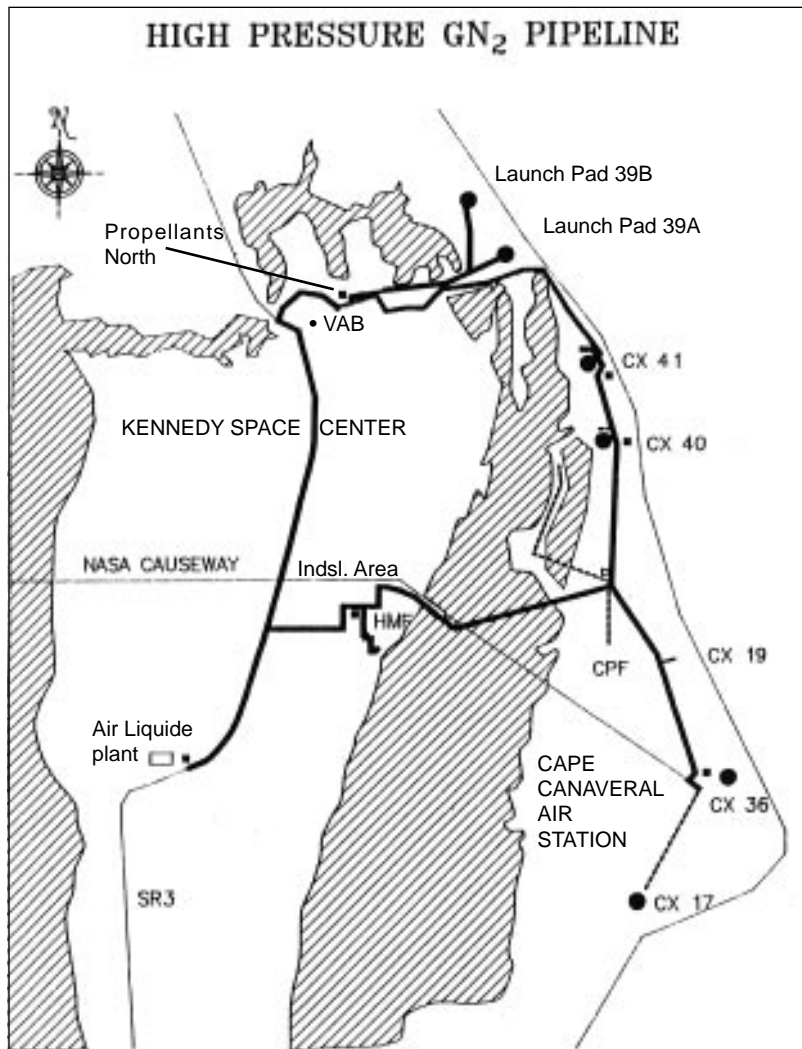 HIGH PRESSURE GN₂ PIPELINE
N
Launch Pad 39B
Launch Pad 39A
Propellants
North
VAB
CX 41
KENNEDY SPACE CENTER
CX 40
NASA CAUSEWAY
Indsl. Area
HMF
CPF
CX 19
Air Liquide
plant
CAPE
CANAVERAL
AIR
STATION
CX 36
SR3
CX 17